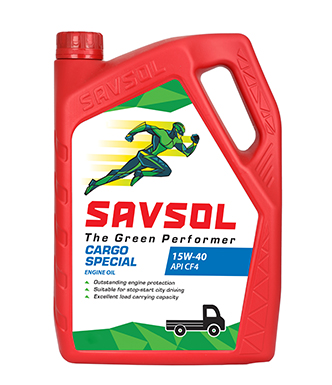 SAVSOL
SAVSOL
The Green Performer
CARGO
SPECIAL
ENGINE OIL
15W-40
API CF4
Outstanding engine protection
Suitable for stop-start city driving
Excellent load carrying capacity